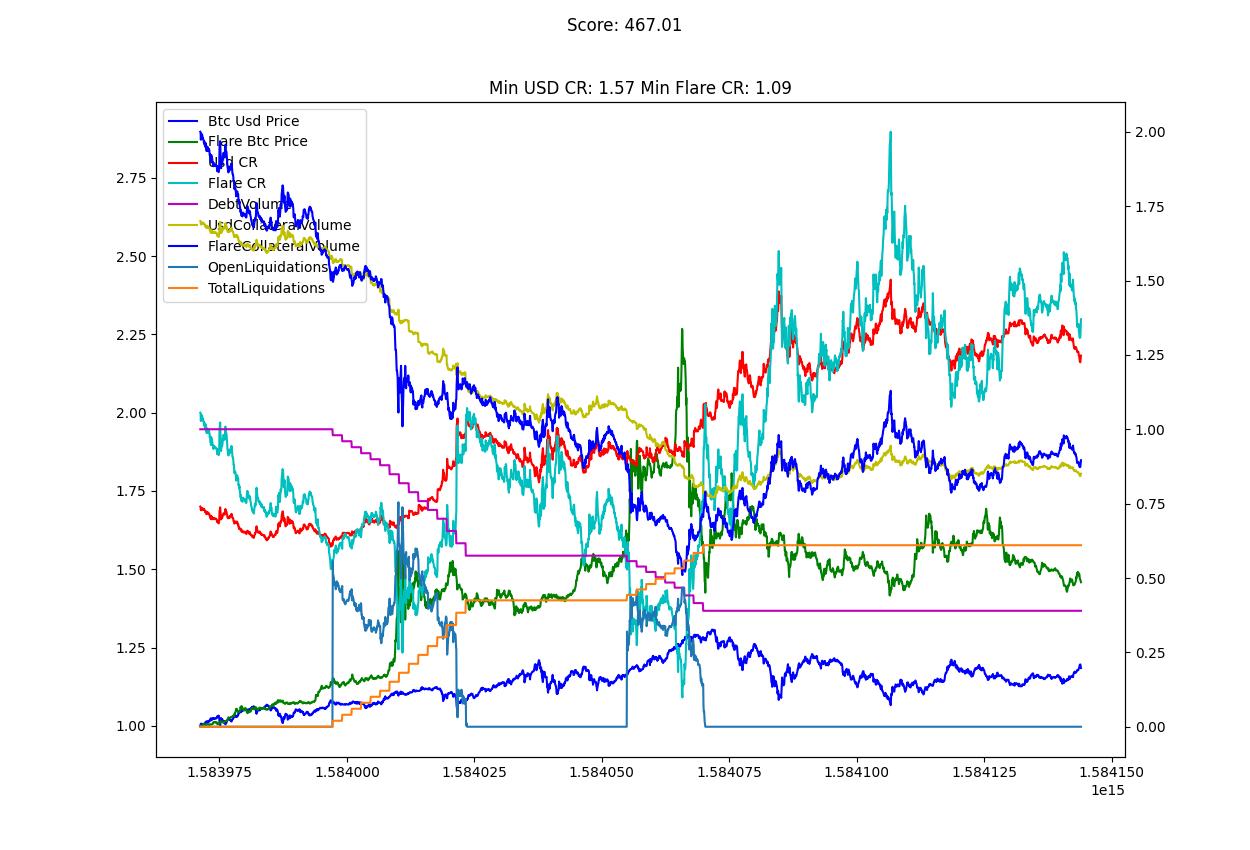 Score: 467.01
Min USD CR: 1.57 Min Flare CR: 1.09
Btc Usd Price
Flare Btc Price
Usd CR
Flare CR
DebtVolume
UsdCollateralVolume
FlareCollateralVolume
OpenLiquidations
TotalLiquidations
2.75
2.50
2.25
2.00
1.75
1.50
1.25
1.00
2.00
1.75
1.50
1.25
1.00
0.75
0.50
0.25
0.00
1.583975
1.584000
1.584025
1.584050
1.584075
1.584100
1.584125
1.584150
1e15